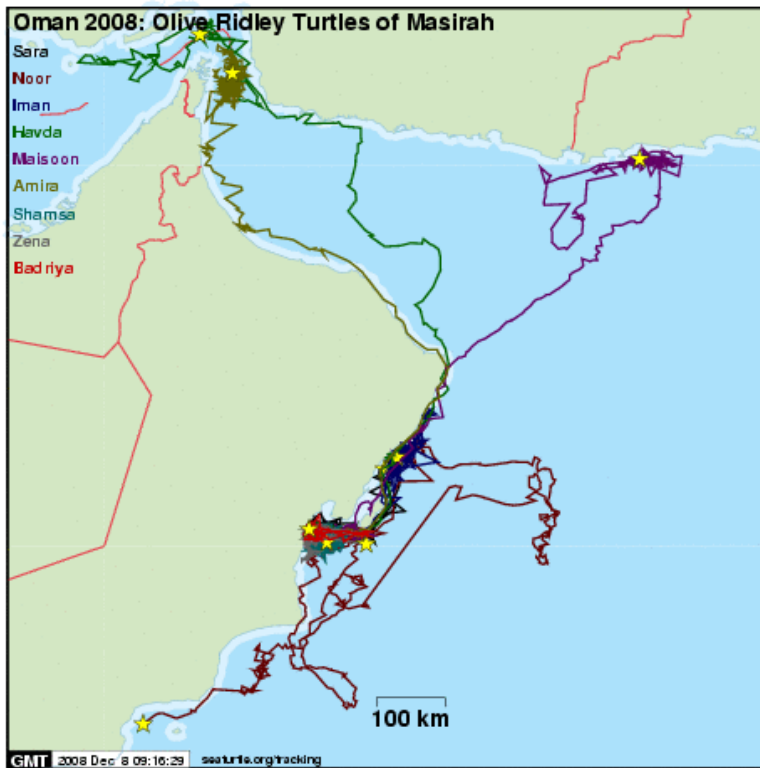 Oman 2008: Olive Ridley Turtles of Masirah
Sara
Noor
Iman
Havda
Maisoon
Amira
Shamsa
Zena
Badriya
100 km
GMT 2008 Dec 8 09:16:29 seaturtle.org/tracking